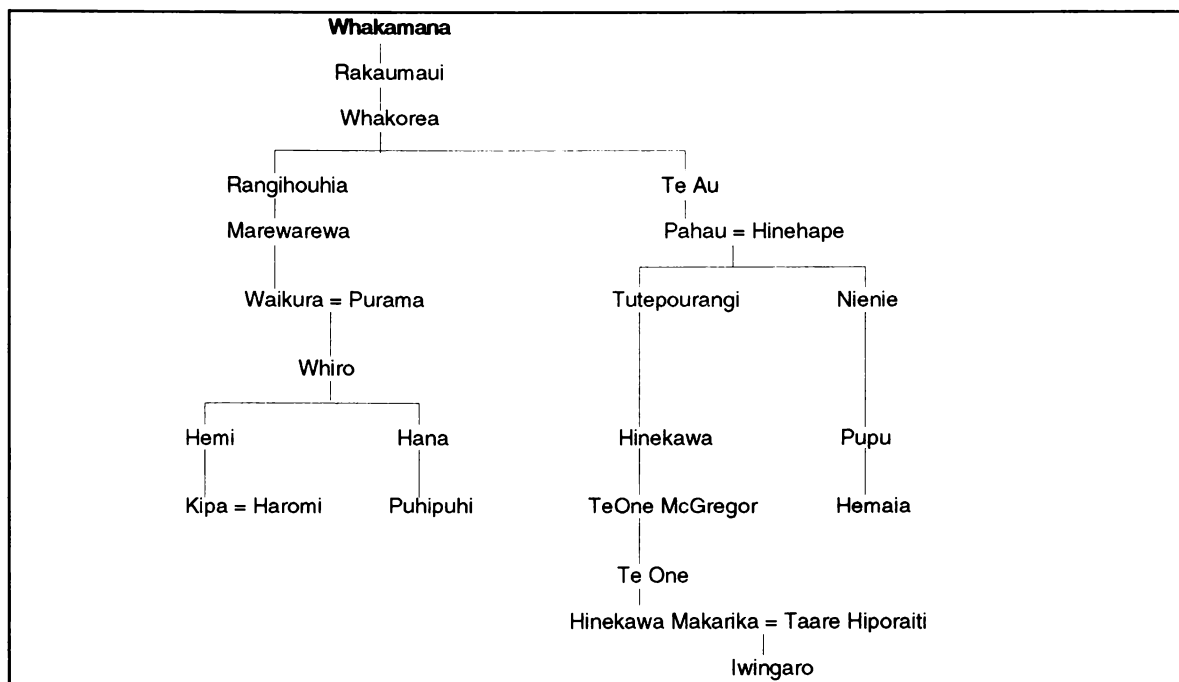 Whakamana
Rakaumaui
Whakorea
Rangihouhia Te Au
Marewarewa Pahau = Hinehape
Waikura = Purama Tutepourangi Nienie
Whiro
Hemi Hana Hinekawa Pupu
Kipa = Haromi Puhipuhi TeOne McGregor Hemaia
Te One
Hinekawa Makarika = Taare Hiporaiti
Iwingaro